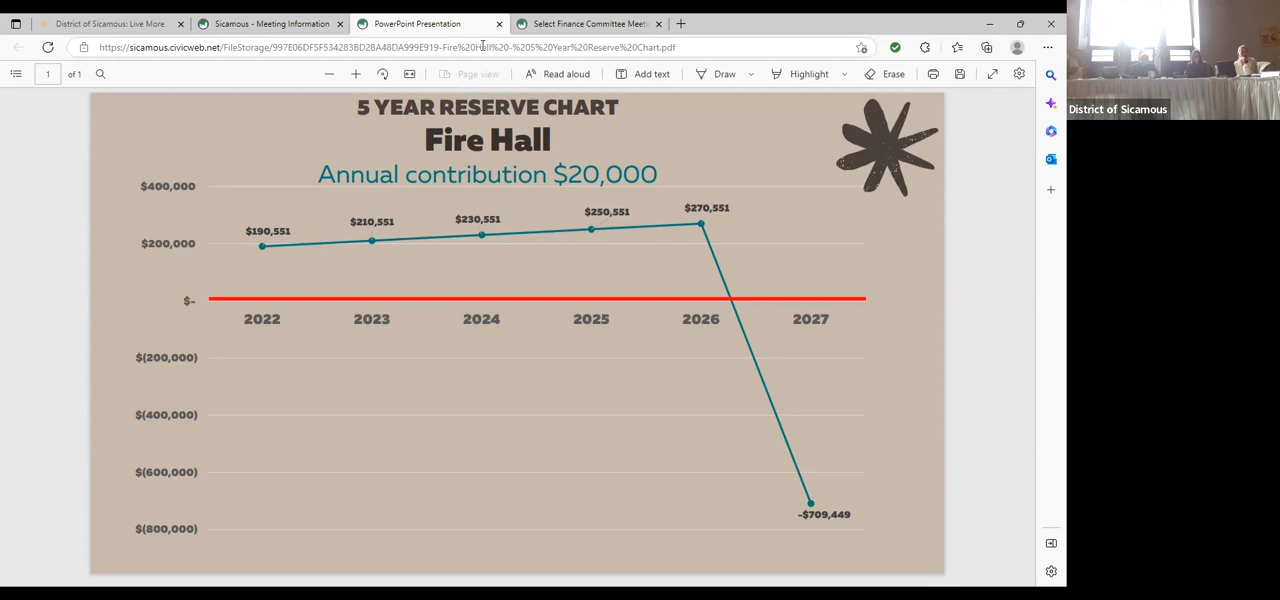 District of Sicamous: Live More
Sicamous - Meeting Information
PowerPoint Presentation
Select Finance Committee Meeti
https://sicamous.civicweb.net/FileStorage/997E06DF5F534283BD28A48DA999E919-Fire%20Hall%20-%205%20Year%20Reserve%20Chart.pdf
1 of 1
Page view
Read aloud
Add text
Draw
Highlight
Erase
District of Sicamous
5 YEAR RESERVE CHART
Fire Hall
Annual contribution $20,000
$400,000
$190,551
$210,551
$230,551
$250,551
$270,551
$200,000
$-
2022
2023
2024
2025
2026
2027
$(200,000)
$(400,000)
$(600,000)
-$709,449
$(800,000)